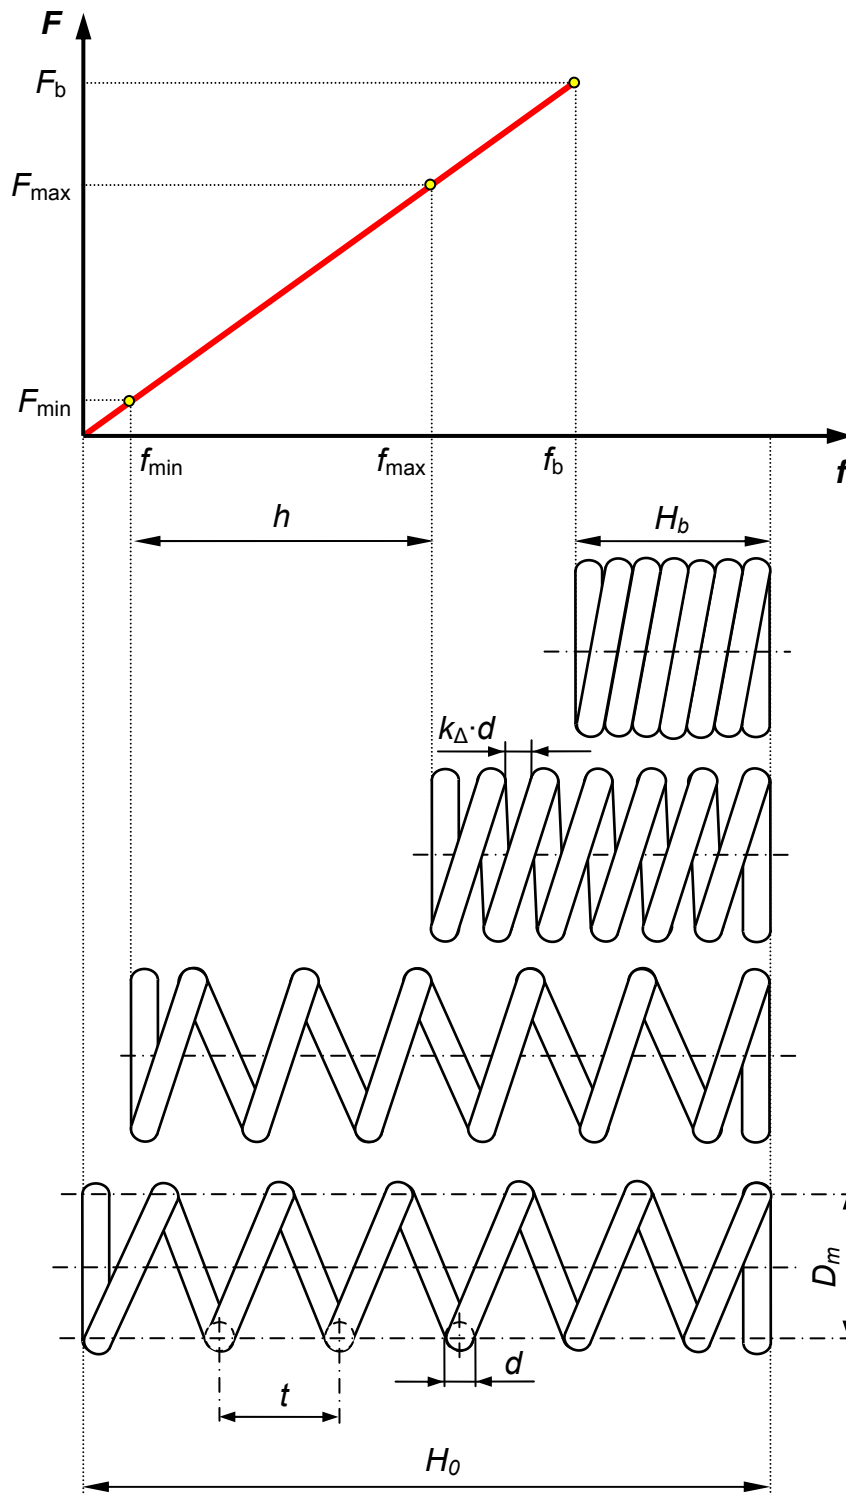 F
F_b
F_max
F_min
f_min
f_max
f_b
f
h
H_b
k_Δ·d
D_m
d
t
H_0